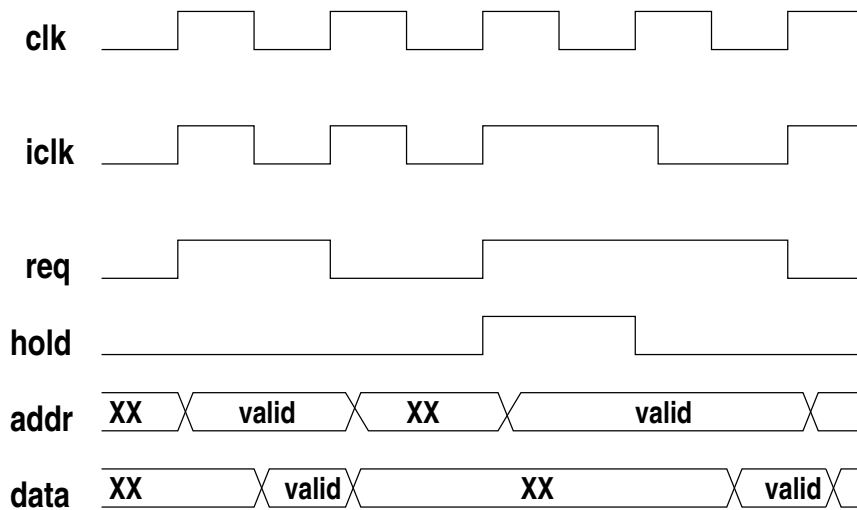 clk
iclk
req
hold
addr XX valid XX valid
data XX valid XX valid